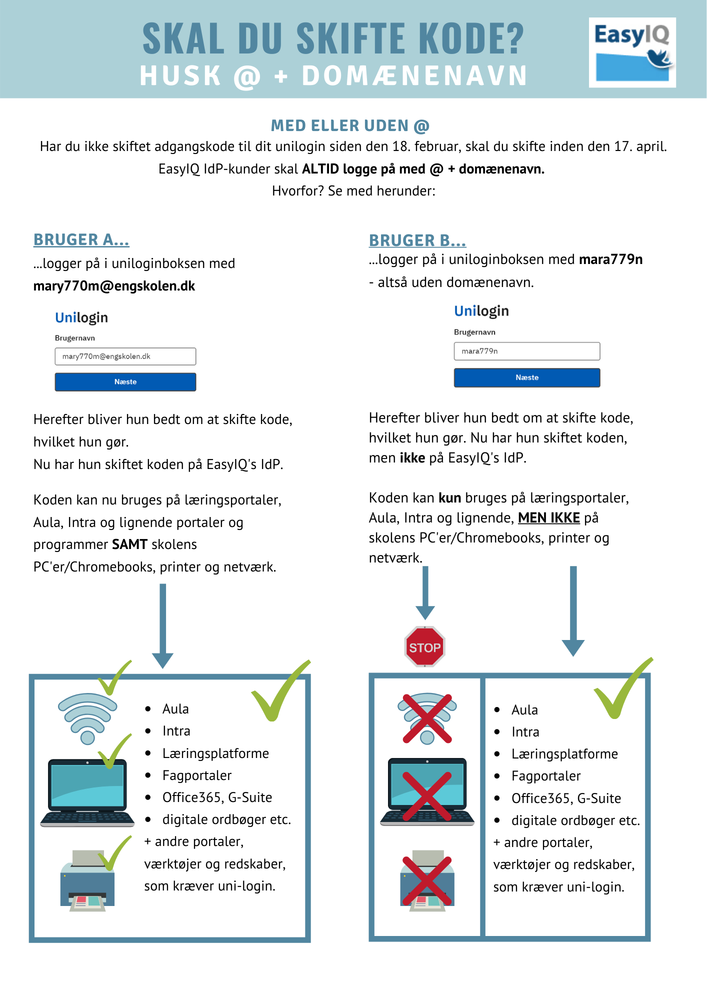 SKAL DU SKIFTE KODE?
HUSK @ + DOMÆNENAVN
EasyIQ
MED ELLER UDEN @
Har du ikke skiftet adgangskode til dit unilogin siden den 18. februar, skal du skifte inden den 17. april.
EasyIQ IdP-kunder skal ALTID logge på med @ + domænenavn.
Hvorfor? Se med herunder:
BRUGER A...
...logger på i uniloginboksen med
mary770m@engskolen.dk
Unilogin
Brugernavn
mary770m@engskolen.dk
Næste
Herefter bliver hun bedt om at skifte kode,
hvilket hun gør.
Nu har hun skiftet koden på EasyIQ's IdP.
Koden kan nu bruges på læringsportaler,
Aula, Intra og lignende portaler og
programmer SAMT skolens
PC'er/Chromebooks, printer og netværk.
Aula
Intra
Læringsplatforme
Fagportaler
Office365, G-Suite
digitale ordbøger etc.
+ andre portaler,
værktøjer og redskaber,
som kræver uni-login.
BRUGER B...
...logger på i uniloginboksen med mara779n
- altså uden domænenavn.
Unilogin
Brugernavn
mara779n
Næste
Herefter bliver hun bedt om at skifte kode,
hvilket hun gør. Nu har hun skiftet koden,
men ikke på EasyIQ's IdP.
Koden kan kun bruges på læringsportaler,
Aula, Intra og lignende, MEN IKKE på
skolens PC'er/Chromebooks, printer og
netværk.
STOP
Aula
Intra
Læringsplatforme
Fagportaler
Office365, G-Suite
digitale ordbøger etc.
+ andre portaler,
værktøjer og redskaber,
som kræver uni-login.